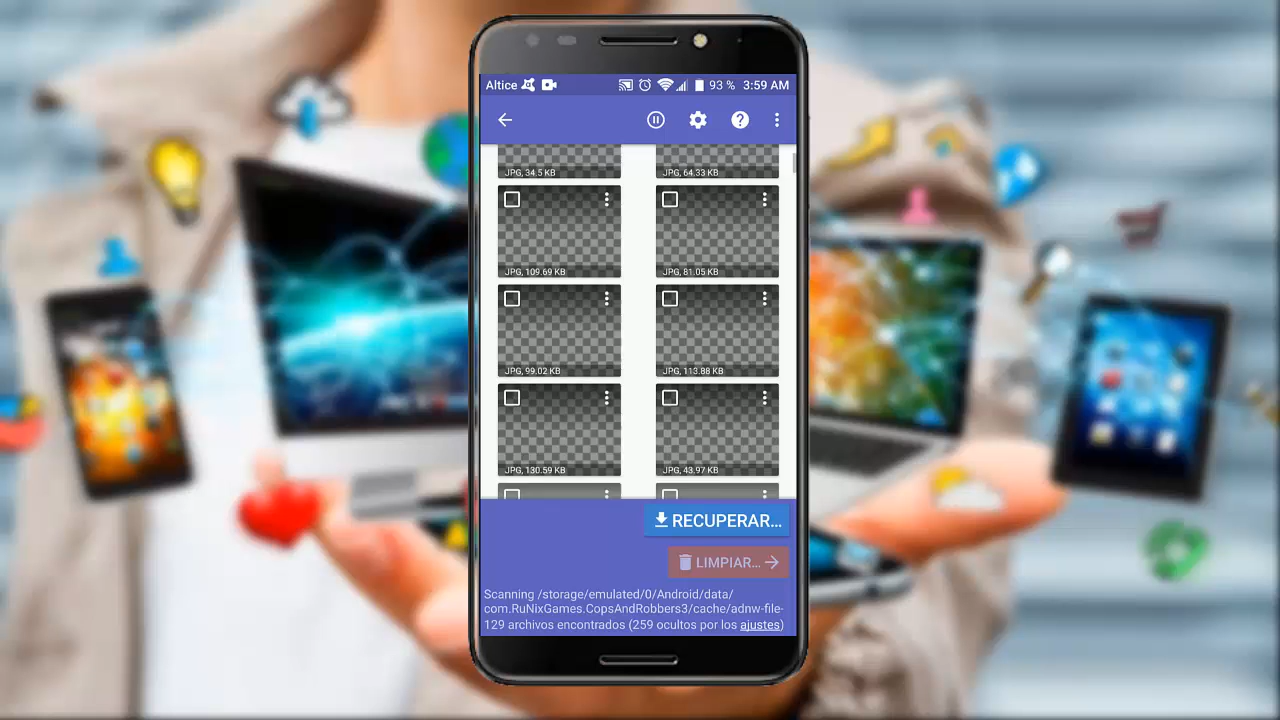 Altice 93 % 3:59 AM
JPG, 34.5 KB JPG, 64.33 KB
JPG, 109.69 KB JPG, 81.05 KB
JPG, 99.02 KB JPG, 113.88 KB
JPG, 130.59 KB JPG, 43.97 KB
RECUPERAR...
LIMPIAR...
Scanning /storage/emulated/0/Android/data/
com.RuNixGames.CopsAndRobbers3/cache/adnw-file-
129 archivos encontrados (259 ocultos por los ajustes)